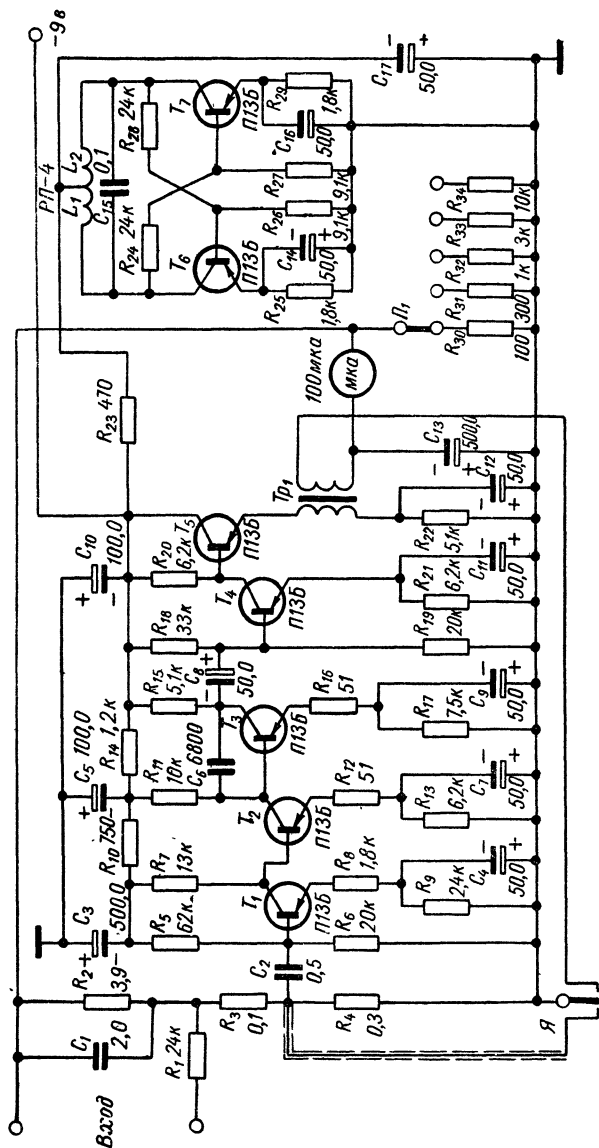 Вход
C₁
2,0
R₂
3,9
R₁ 24к
R₃
0,1
R₄
0,3
Я
C₂
0,5
C₃
500,0
+
−
R₅
62к
R₆
20к
R₇
13к
T₁
П13Б
R₈
1,8к
R₉
2,4к
C₄
50,0
−
+
R₁₀
750
C₅
100,0
+
−
R₁₁
10к
C₆
6800
T₂
П13Б
R₁₂
51
R₁₃
6,2к
C₇
50,0
−
+
R₁₄
1,2к
R₁₅
5,1к
C₈
50,0
−
+
T₃
П13Б
R₁₆
51
R₁₇
7,5к
C₉
50,0
−
+
R₁₈
33к
R₁₉
20к
C₁₀
100,0
+
−
R₂₀
6,2к
T₄
П13Б
R₂₁
6,2к
C₁₁
50,0
−
+
T₅
П13Б
Тр₁
R₂₂
5,1к
C₁₂
50,0
−
+
C₁₃
500,0
−
+
R₂₃ 470
100мка
мка
П₁
R₃₀
100
R₃₁
300
R₃₂
1к
R₃₃
3к
R₃₄
10к
РП-4
L₁
L₂
C₁₅
0,1
R₂₄
24к
R₂₈
24к
T₆
П13Б
T₇
П13Б
R₂₅
1,8к
C₁₄
50,0
−
+
R₂₆
9,1к
R₂₇
9,1к
C₁₆
50,0
R₂₉
1,8к
C₁₇
50,0
−
+
−9в